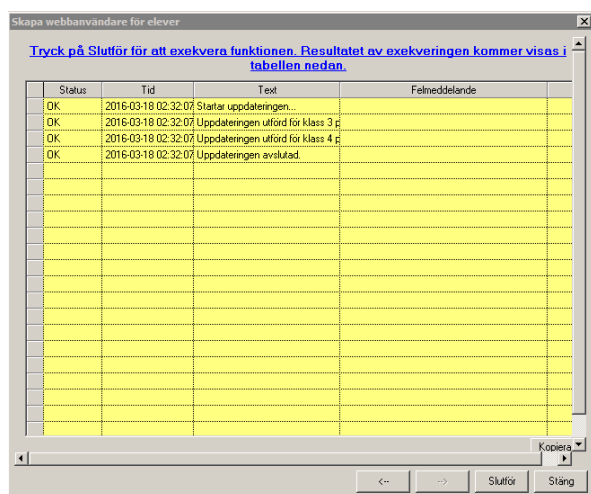 Skapa webbanvändare för elever
Tryck på Slutför för att exekvera funktionen. Resultatet av exekveringen kommer visas i
tabellen nedan.
Status Tid Text Felmeddelande
OK 2016-03-18 02:32:07 Startar uppdateringen...
OK 2016-03-18 02:32:07 Uppdateringen utförd för klass 3 p
OK 2016-03-18 02:32:07 Uppdateringen utförd för klass 4 p
OK 2016-03-18 02:32:07 Uppdateringen avslutad.
Kopiera
<-- --> Slutför Stäng